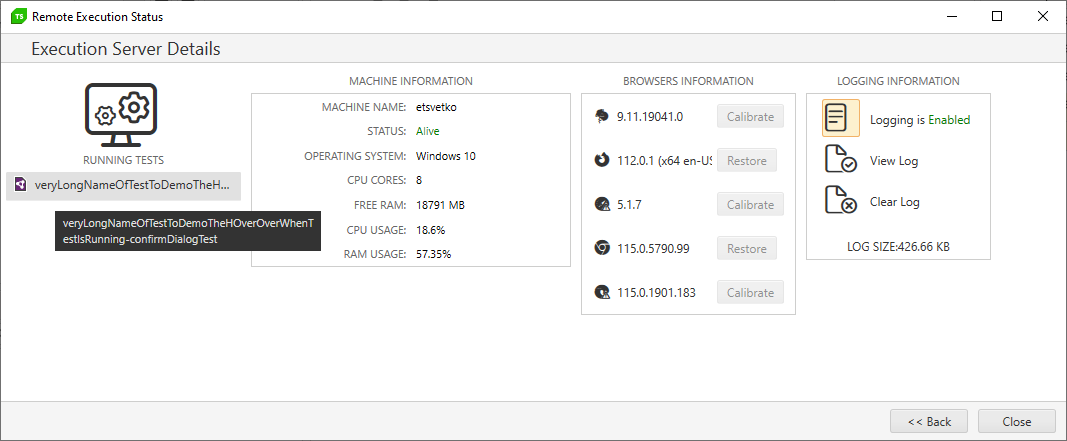 TS Remote Execution Status
Execution Server Details
RUNNING TESTS
veryLongNameOfTestToDemoTheH...
veryLongNameOfTestToDemoTheHOverOverWhenT
estIsRunning-confirmDialogTest
MACHINE INFORMATION
MACHINE NAME: etsvetko
STATUS: Alive
OPERATING SYSTEM: Windows 10
CPU CORES: 8
FREE RAM: 18791 MB
CPU USAGE: 18.6%
RAM USAGE: 57.35%
BROWSERS INFORMATION
9.11.19041.0 Calibrate
112.0.1 (x64 en-US Restore
5.1.7 Calibrate
115.0.5790.99 Restore
115.0.1901.183 Calibrate
LOGGING INFORMATION
Logging is Enabled
View Log
Clear Log
LOG SIZE:426.66 KB
<< Back Close